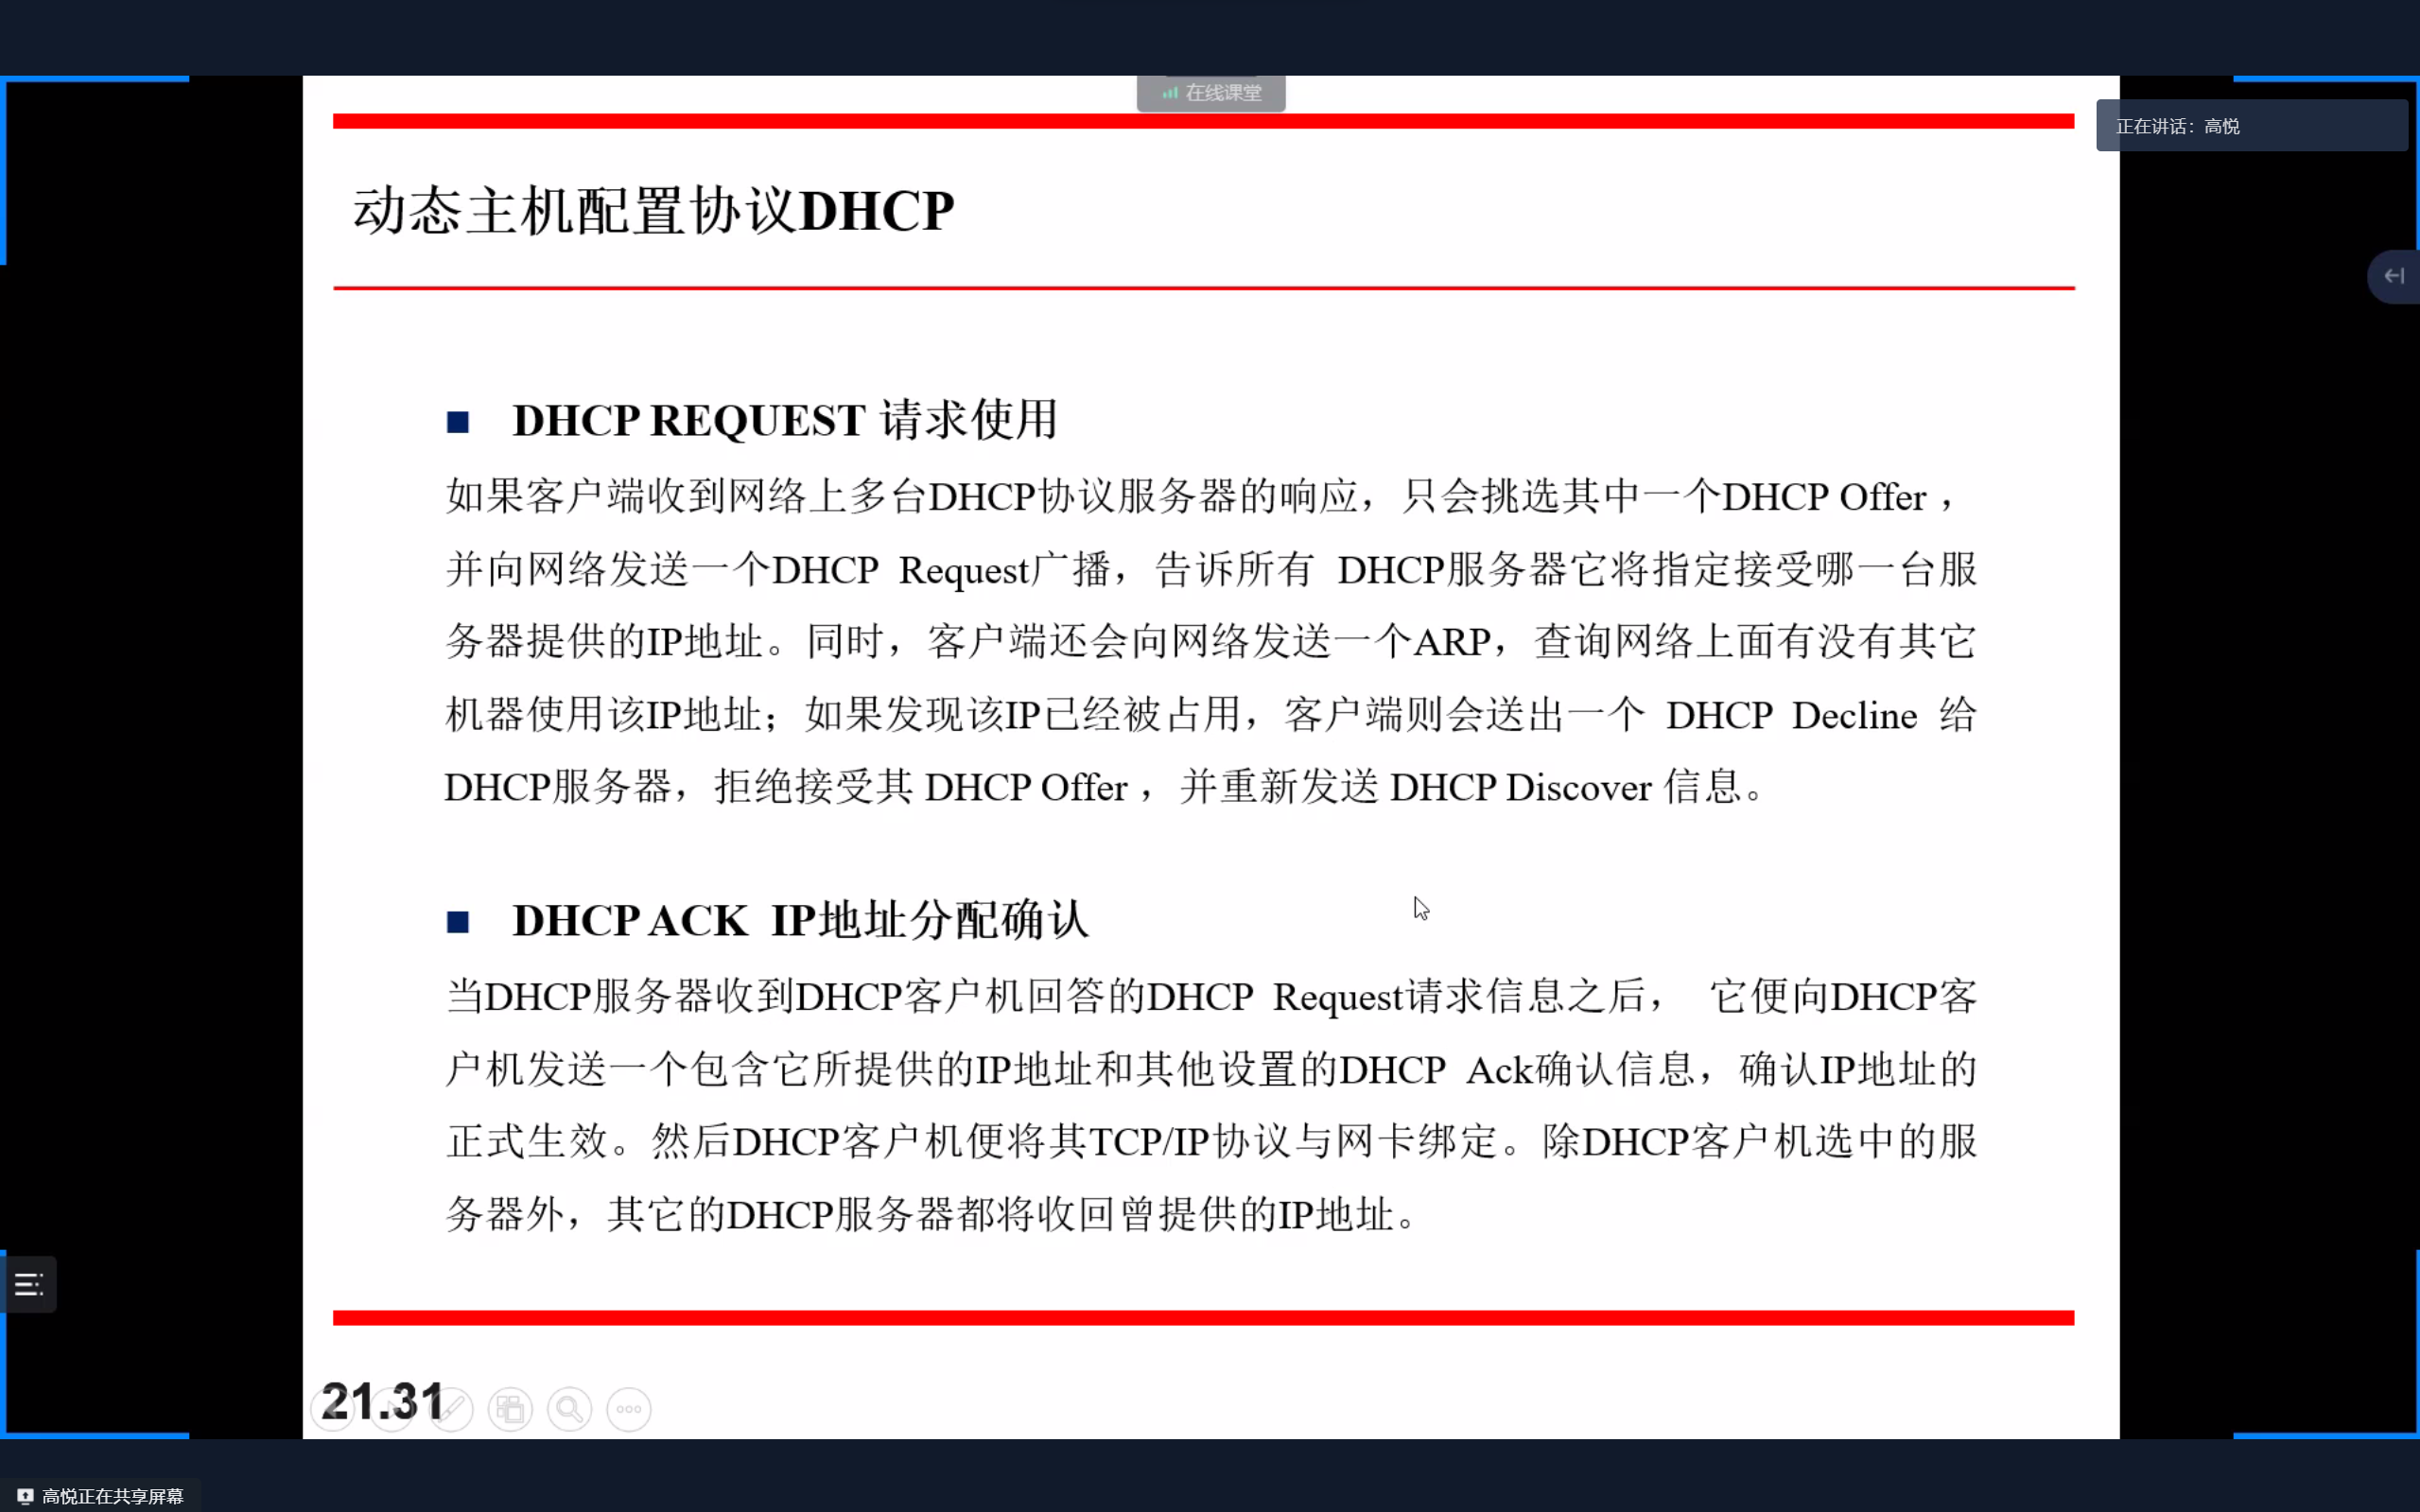 在线课堂
正在讲话：高悦
动态主机配置协议DHCP
DHCP REQUEST 请求使用
如果客户端收到网络上多台DHCP协议服务器的响应，只会挑选其中一个DHCP Offer，
并向网络发送一个DHCP Request广播，告诉所有 DHCP服务器它将指定接受哪一台服
务器提供的IP地址。同时，客户端还会向网络发送一个ARP，查询网络上面有没有其它
机器使用该IP地址；如果发现该IP已经被占用，客户端则会送出一个 DHCP Decline 给
DHCP服务器，拒绝接受其 DHCP Offer，并重新发送 DHCP Discover 信息。
DHCP ACK IP地址分配确认
当DHCP服务器收到DHCP客户机回答的DHCP Request请求信息之后， 它便向DHCP客
户机发送一个包含它所提供的IP地址和其他设置的DHCP Ack确认信息，确认IP地址的
正式生效。然后DHCP客户机便将其TCP/IP协议与网卡绑定。除DHCP客户机选中的服
务器外，其它的DHCP服务器都将收回曾提供的IP地址。
21.31
高悦正在共享屏幕